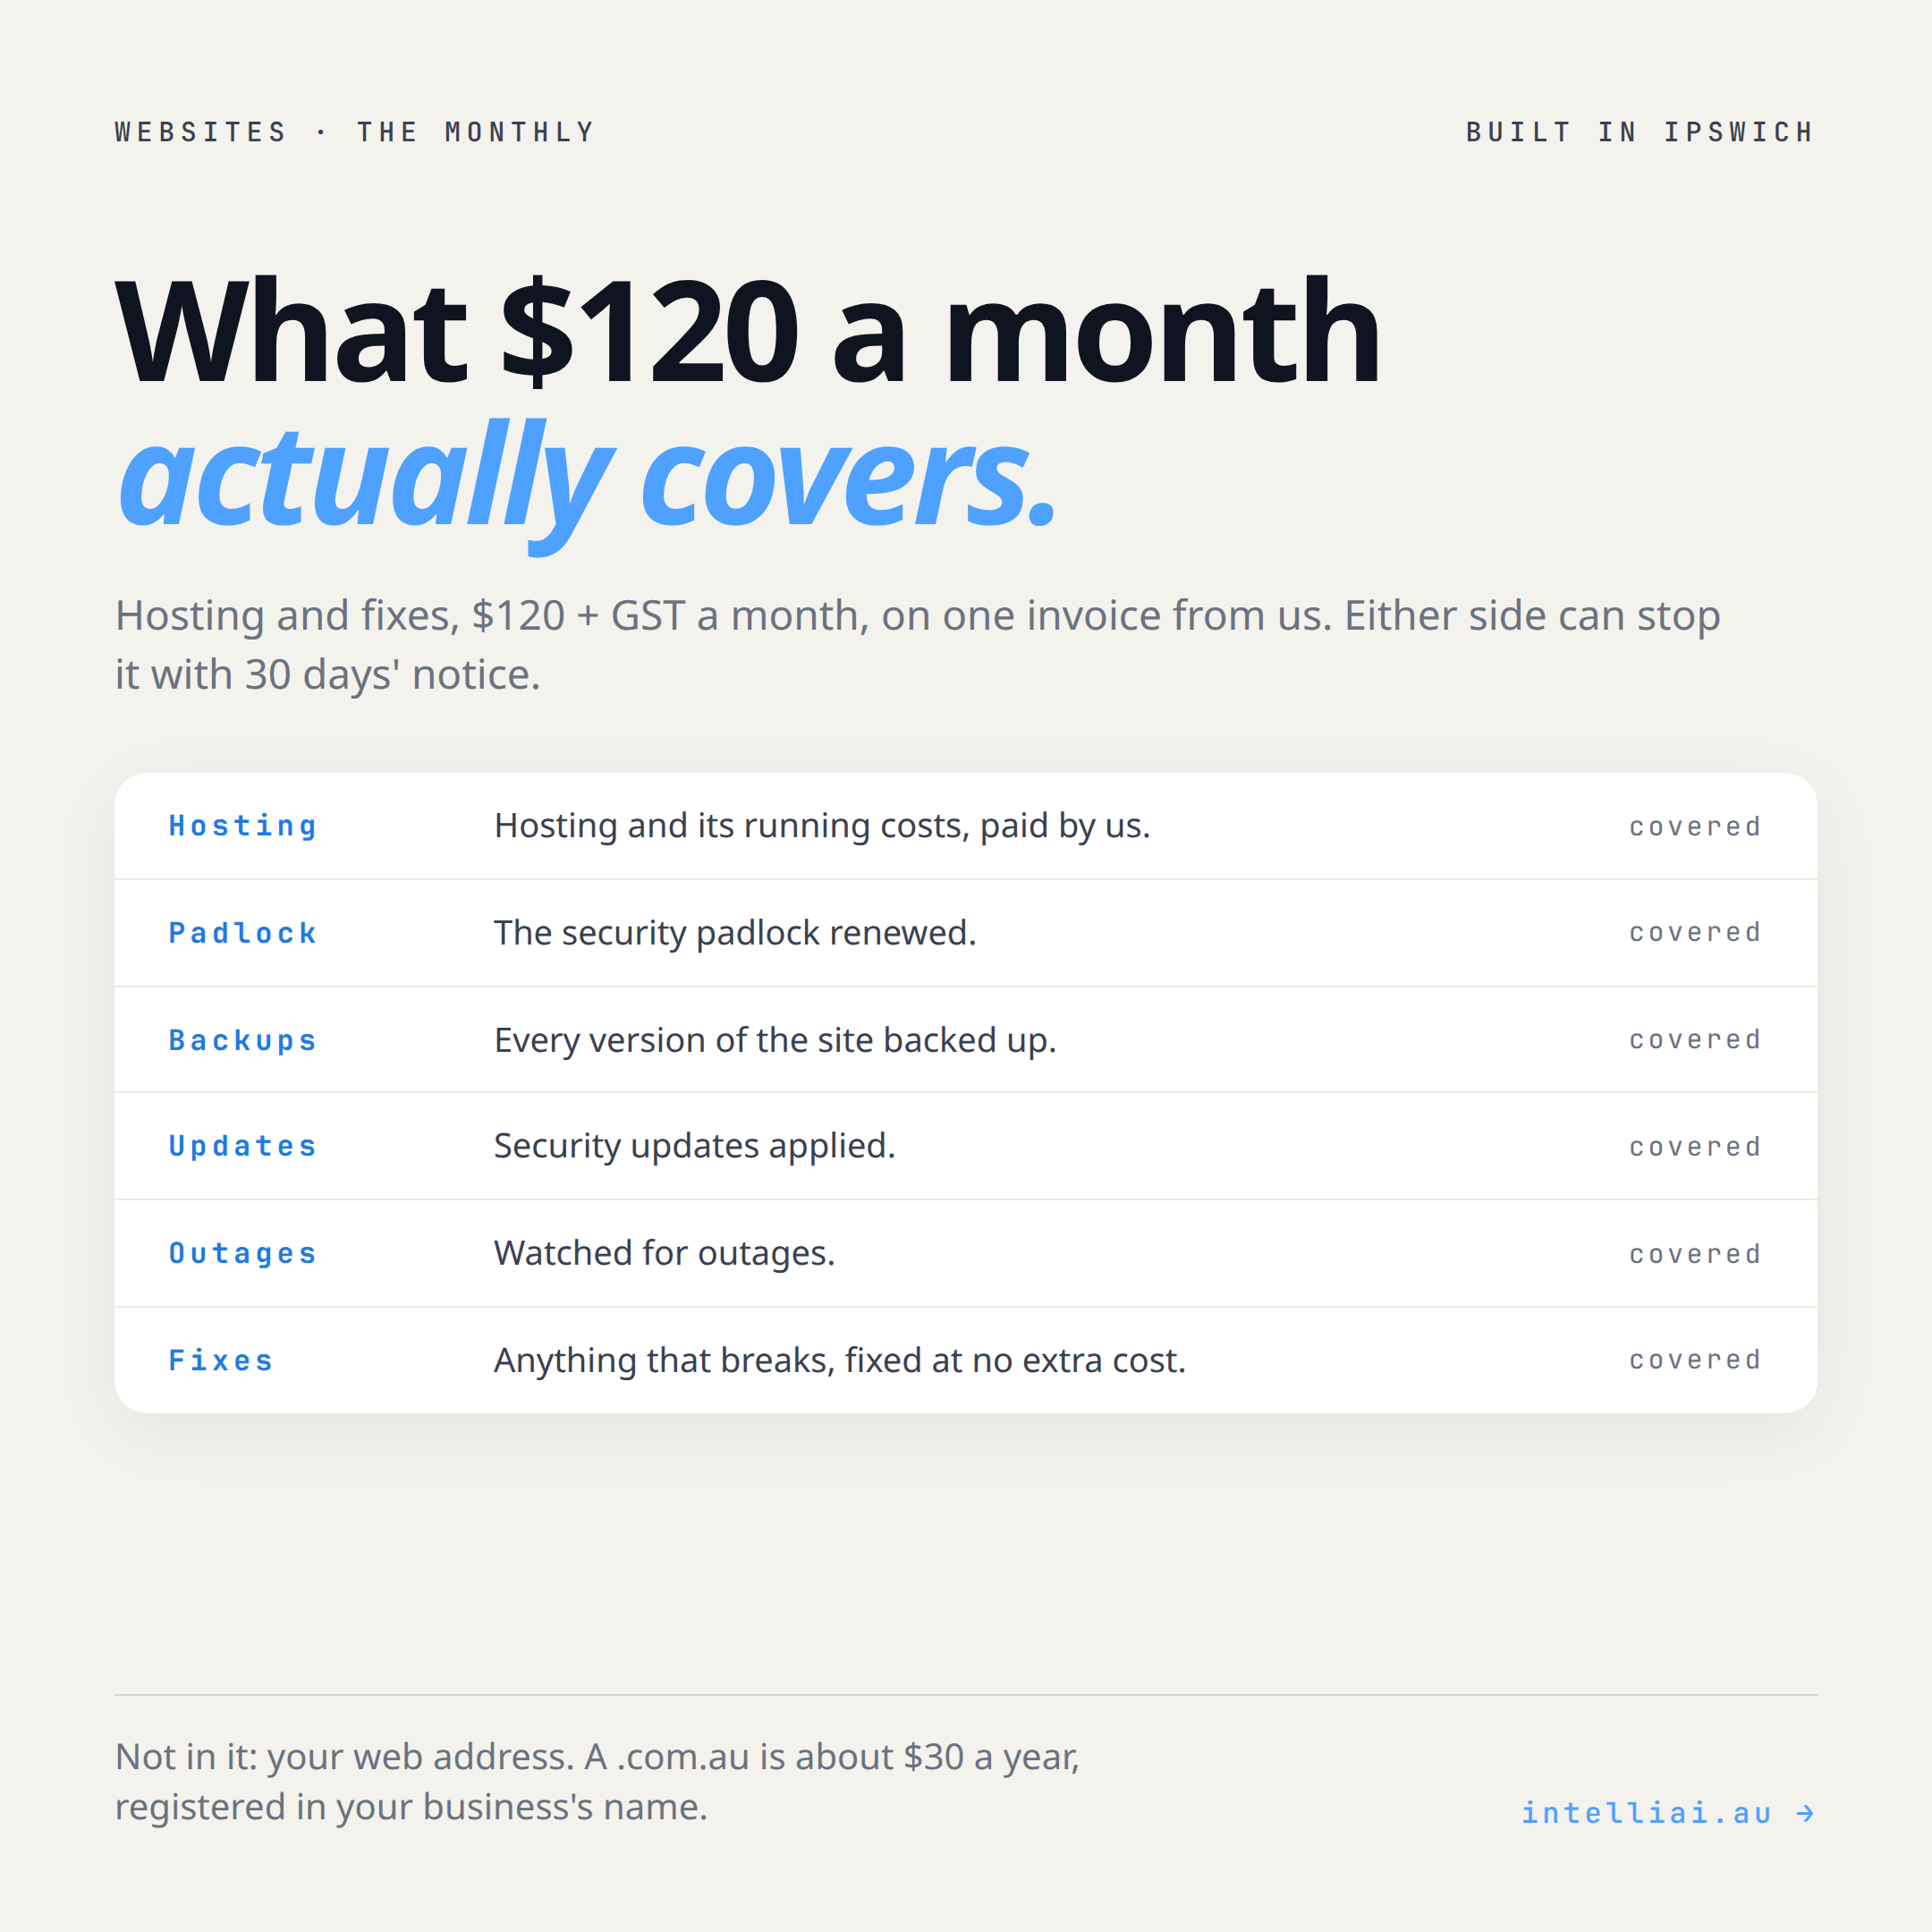 WEBSITES · THE MONTHLY
BUILT IN IPSWICH
What $120 a month
actually covers.
Hosting and fixes, $120 + GST a month, on one invoice from us. Either side can stop
it with 30 days' notice.
Hosting Hosting and its running costs, paid by us. covered
Padlock The security padlock renewed. covered
Backups Every version of the site backed up. covered
Updates Security updates applied. covered
Outages Watched for outages. covered
Fixes Anything that breaks, fixed at no extra cost. covered
Not in it: your web address. A .com.au is about $30 a year,
registered in your business's name.
intelliai.au →